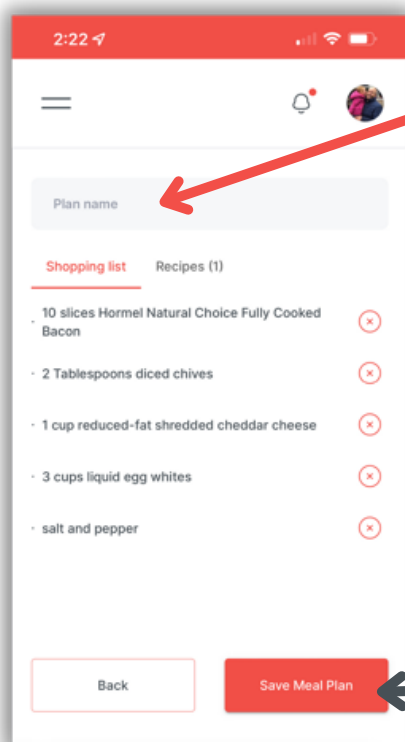 2:22
Plan name
Shopping list Recipes (1)
· 10 slices Hormel Natural Choice Fully Cooked
Bacon
· 2 Tablespoons diced chives
· 1 cup reduced-fat shredded cheddar cheese
· 3 cups liquid egg whites
· salt and pepper
Back Save Meal Plan